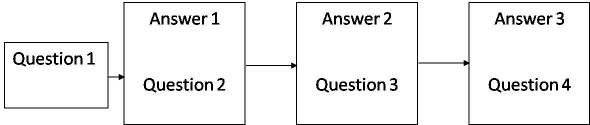 Question 1
Answer 1
Question 2
Answer 2
Question 3
Answer 3
Question 4